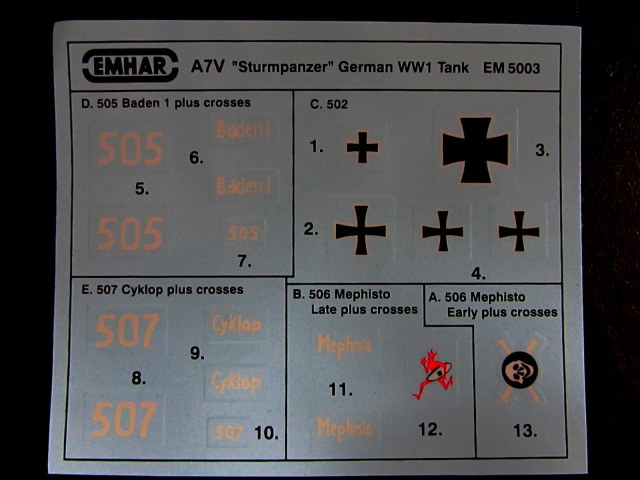 EMHAR A7V "Sturmpanzer" German WW1 Tank EM 5003
D. 505 Baden 1 plus crosses
505
Baden I
6.
5.
Baden I
505
505
7.
C. 502
1.
3.
2.
4.
E. 507 Cyklop plus crosses
507
Cyklop
9.
8.
Cyklop
507
507
10.
B. 506 Mephisto
Late plus crosses
Mephisto
11.
Mephisto
12.
A. 506 Mephisto
Early plus crosses
13.